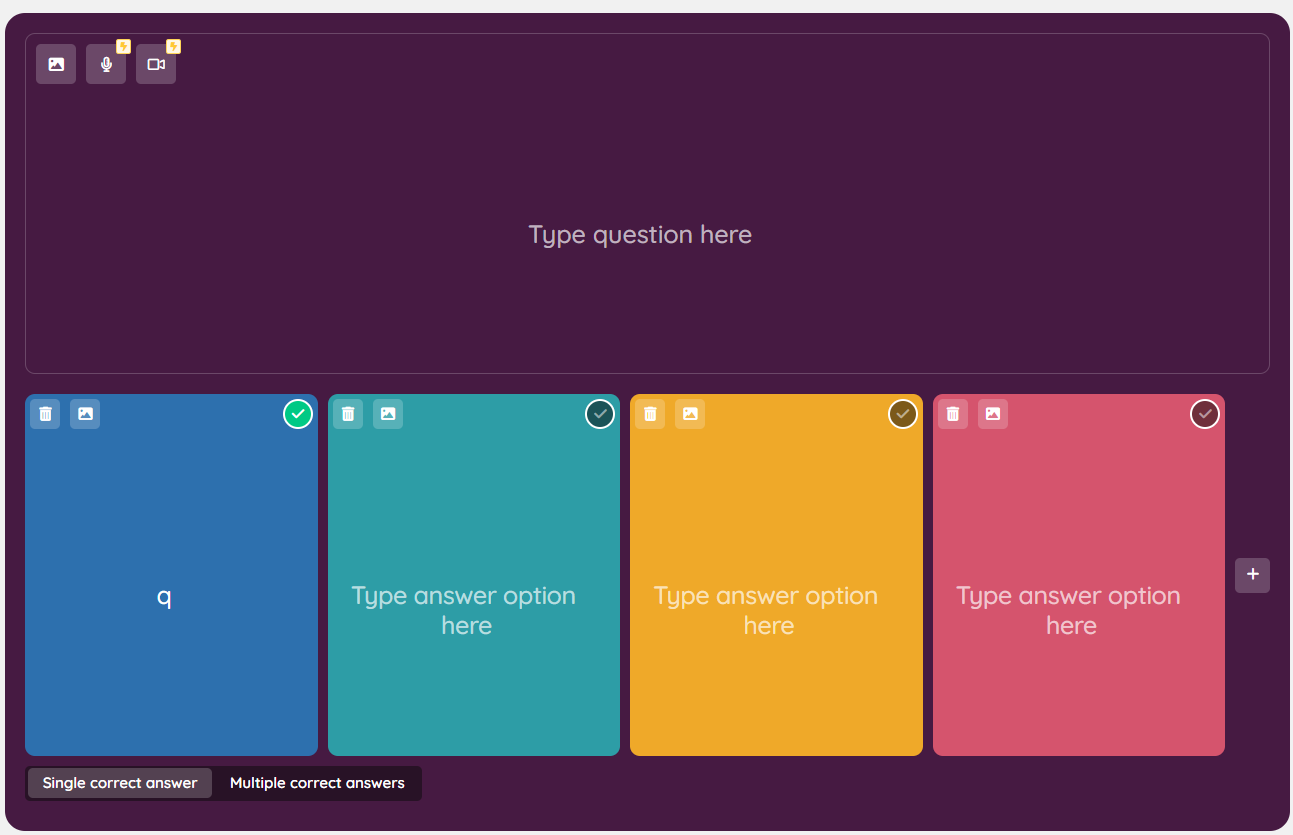 Type question here
q
Type answer option
here
Type answer option
here
Type answer option
here
Single correct answer
Multiple correct answers